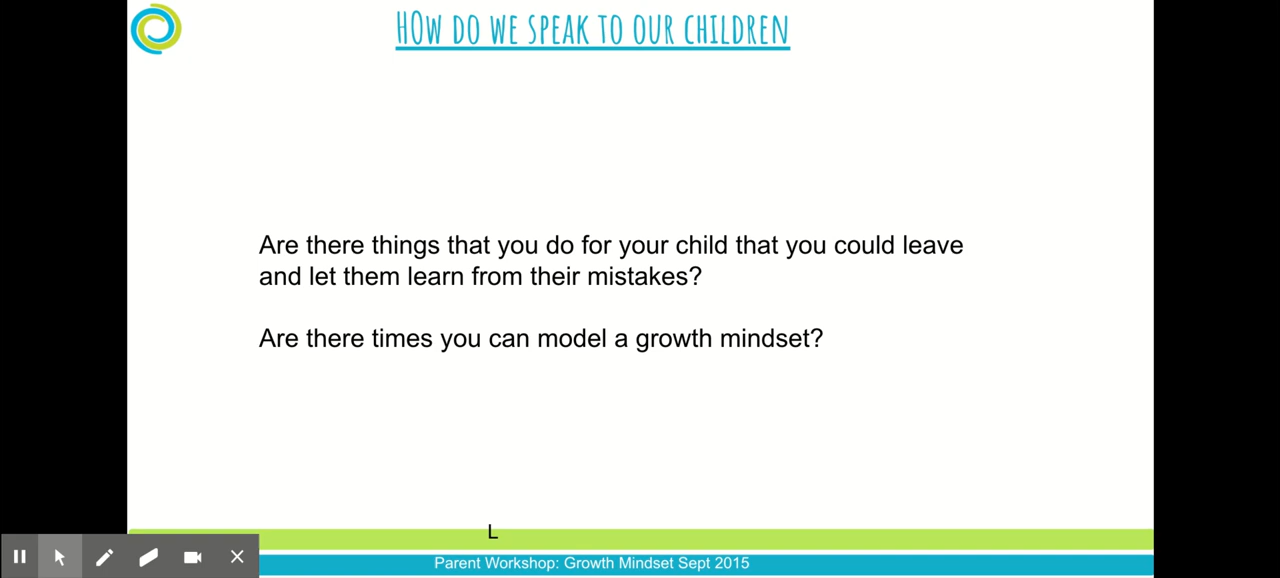 HOW DO WE SPEAK TO OUR CHILDREN
Are there things that you do for your child that you could leave
and let them learn from their mistakes?
Are there times you can model a growth mindset?
L
Parent Workshop: Growth Mindset Sept 2015